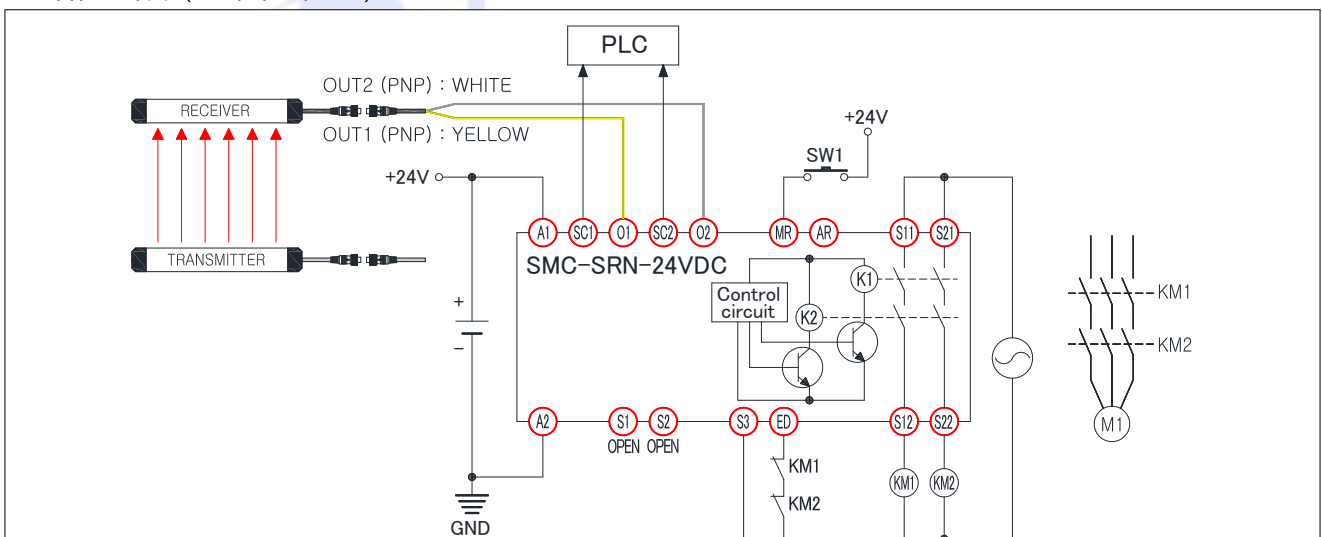 PLC
OUT2 (PNP) : WHITE
RECEIVER
OUT1 (PNP) : YELLOW
+24V
SW1
+24V
A1 SC1 O1 SC2 O2 MR AR S11 S21
TRANSMITTER
SMC-SRN-24VDC
K1
Control
circuit
K2
+
-
KM1
KM2
A2 S1 S2 S3 ED S12 S22
M1
OPEN OPEN
KM1
KM1 KM2
KM2
GND